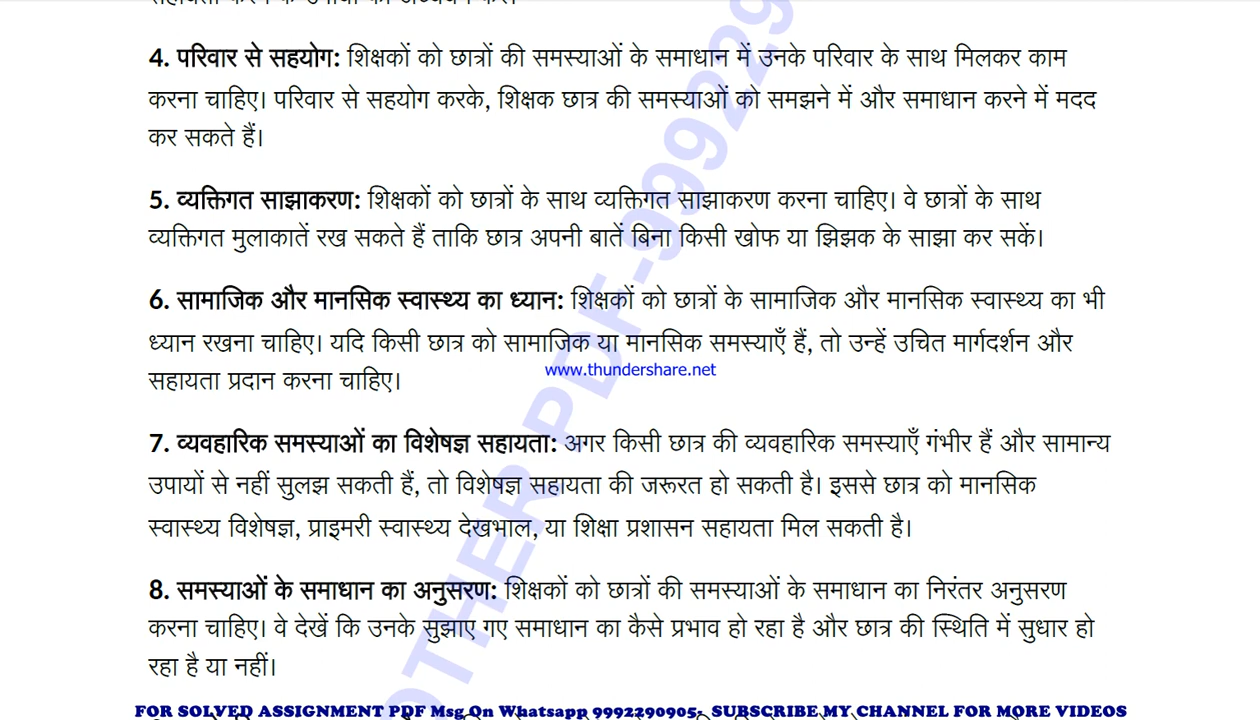 4. परिवार से सहयोग: शिक्षकों को छात्रों की समस्याओं के समाधान में उनके परिवार के साथ मिलकर काम
करना चाहिए। परिवार से सहयोग करके, शिक्षक छात्र की समस्याओं को समझने में और समाधान करने में मदद
कर सकते हैं।
5. व्यक्तिगत साझाकरण: शिक्षकों को छात्रों के साथ व्यक्तिगत साझाकरण करना चाहिए। वे छात्रों के साथ
व्यक्तिगत मुलाकातें रख सकते हैं ताकि छात्र अपनी बातें बिना किसी खोफ या झिझक के साझा कर सकें।
6. सामाजिक और मानसिक स्वास्थ्य का ध्यान: शिक्षकों को छात्रों के सामाजिक और मानसिक स्वास्थ्य का भी
ध्यान रखना चाहिए। यदि किसी छात्र को सामाजिक या मानसिक समस्याएँ हैं, तो उन्हें उचित मार्गदर्शन और
www.thundershare.net
सहायता प्रदान करना चाहिए।
7. व्यवहारिक समस्याओं का विशेषज्ञ सहायता: अगर किसी छात्र की व्यवहारिक समस्याएँ गंभीर हैं और सामान्य
उपायों से नहीं सुलझ सकती हैं, तो विशेषज्ञ सहायता की जरूरत हो सकती है। इससे छात्र को मानसिक
स्वास्थ्य विशेषज्ञ, प्राइमरी स्वास्थ्य देखभाल, या शिक्षा प्रशासन सहायता मिल सकती है।
8. समस्याओं के समाधान का अनुसरण: शिक्षकों को छात्रों की समस्याओं के समाधान का निरंतर अनुसरण
करना चाहिए। वे देखें कि उनके सुझाए गए समाधान का कैसे प्रभाव हो रहा है और छात्र की स्थिति में सुधार हो
रहा है या नहीं।
OTHER PDF-999229
FOR SOLVED ASSIGNMENT PDF Msg On Whatsapp 9992290905- SUBSCRIBE MY CHANNEL FOR MORE VIDEOS